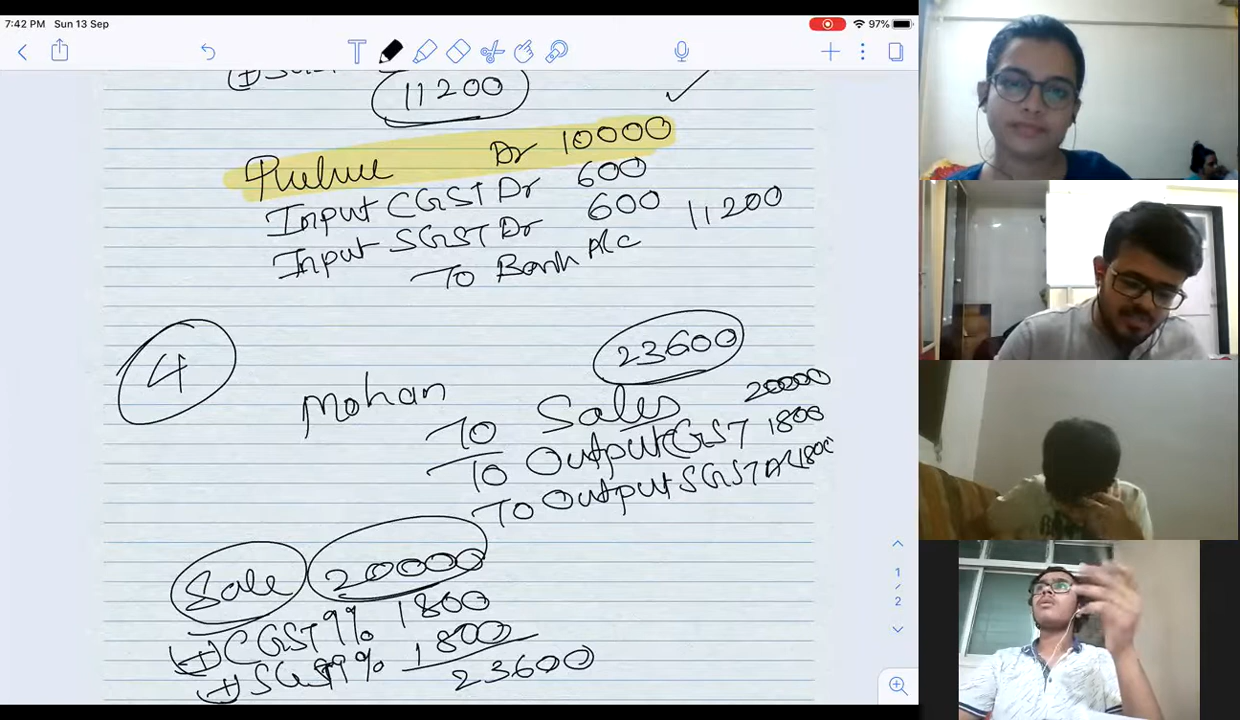 7:42 PM Sun 13 Sep
97%
T
11200
Dr 10000
Input CGST Dr 600
Input SGST Dr 600 11200
To Bank A/c
4
23600
Mohan
To Sales 20000
To Output CGST 1800
To Output SGST A/c 1800
Sale 20000
+ CGST 9% 1800
+ SGST 9% 1800
23600
1
2